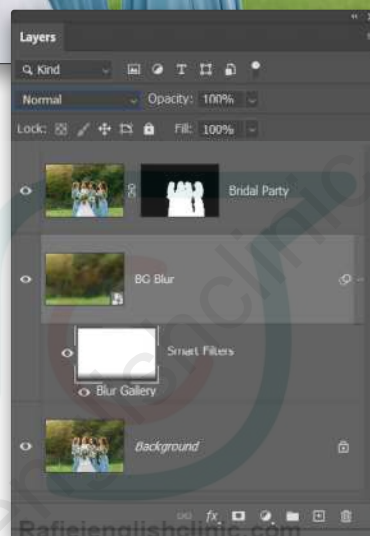 Layers
Kind
Normal Opacity: 100%
Lock: Fill: 100%
Bridal Party
BG Blur
Smart Filters
Blur Gallery
Background
fx
Rafieienglishclinic.com